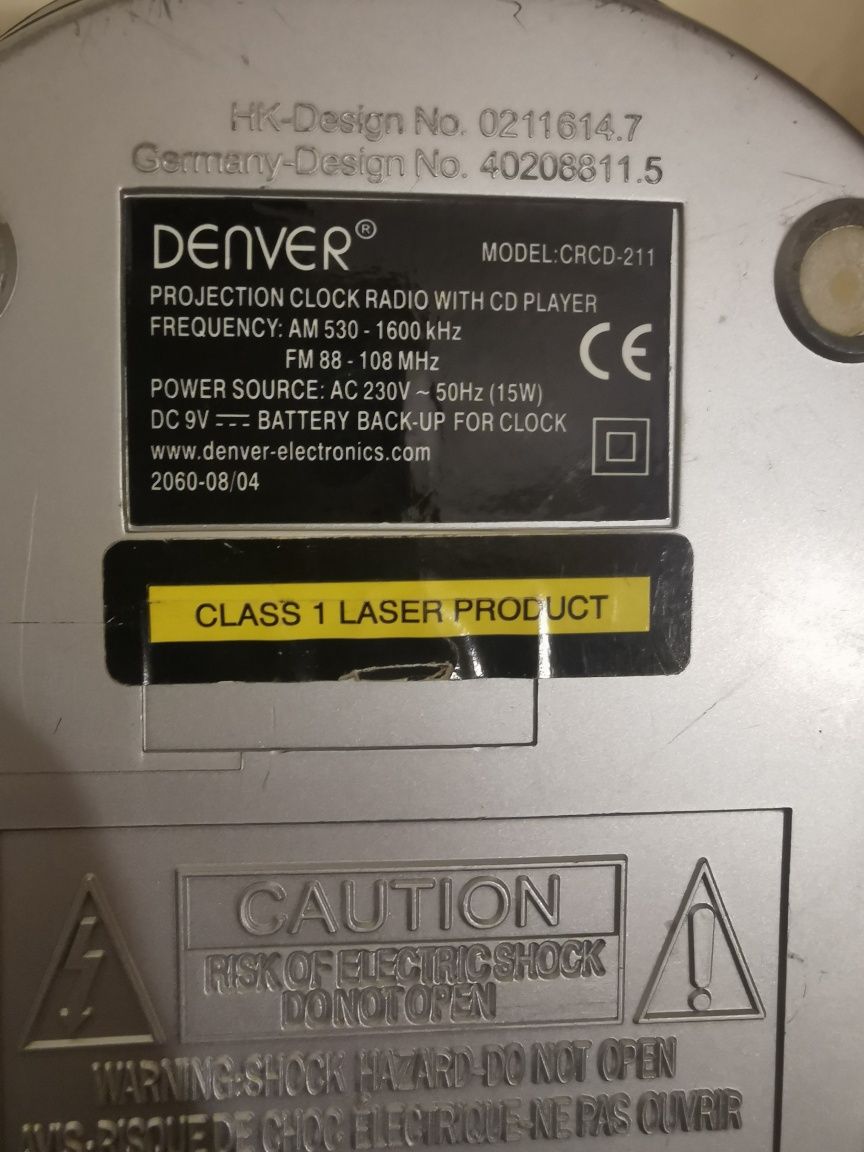 HK-Design No. 0211614.7
Germany-Design No. 40208811.5
DENVER®
MODEL:CRCD-211
PROJECTION CLOCK RADIO WITH CD PLAYER
FREQUENCY: AM 530 - 1600 kHz
FM 88 - 108 MHz
CE
POWER SOURCE: AC 230V ~ 50Hz (15W)
DC 9V ⎓ BATTERY BACK-UP FOR CLOCK
www.denver-electronics.com
2060-08/04
CLASS 1 LASER PRODUCT
CAUTION
RISK OF ELECTRIC SHOCK
DO NOT OPEN
WARNING:SHOCK HAZARD-DO NOT OPEN
AVIS-RISQUE DE CHOC ÉLECTRIQUE-NE PAS OUVRIR